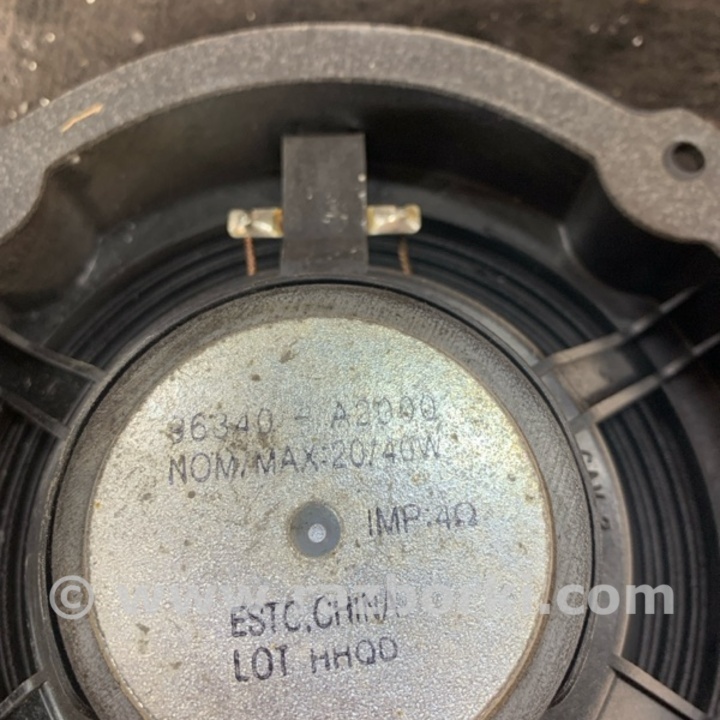 96340 - A2000
NOM/MAX:20/40W
IMP:4Ω
ESTC,CHINA
LOT HHQD